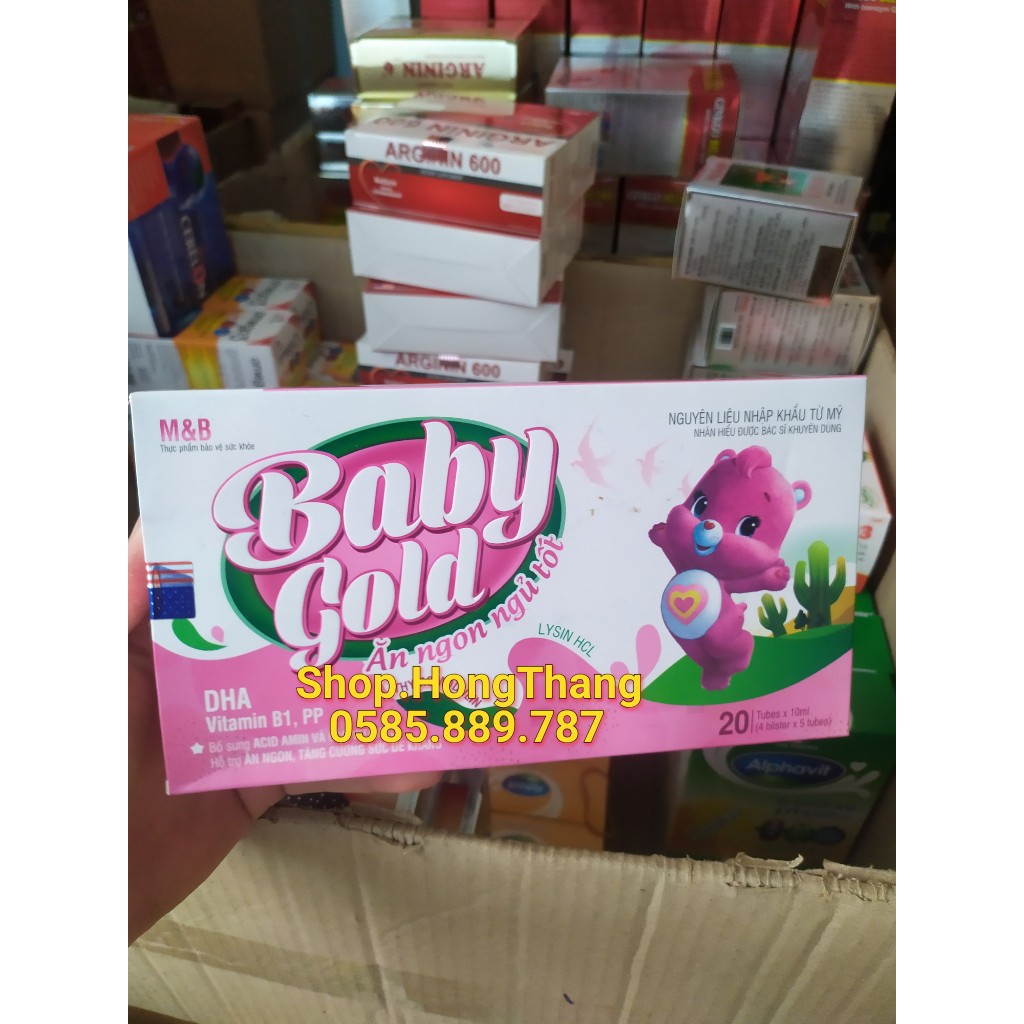 ARGININ 6
ARGININ 600
ARGININ 600
ARGININ 600
M&B
Thực phẩm bảo vệ sức khỏe
NGUYÊN LIỆU NHẬP KHẨU TỪ MỸ
NHÃN HIỆU ĐƯỢC BÁC SĨ KHUYÊN DÙNG
Baby
Gold
Ăn ngon ngủ tốt
LYSIN HCL
Shop.HongThang
0585.889.787
DHA
Vitamin B1, PP
Bổ sung ACID AMIN VÀ
Hỗ trợ ĂN NGON, TĂNG CƯỜNG SỨC ĐỀ KHÁNG
20 Tubes x 10ml
(4 blister x 5 tubes)
Alphavit